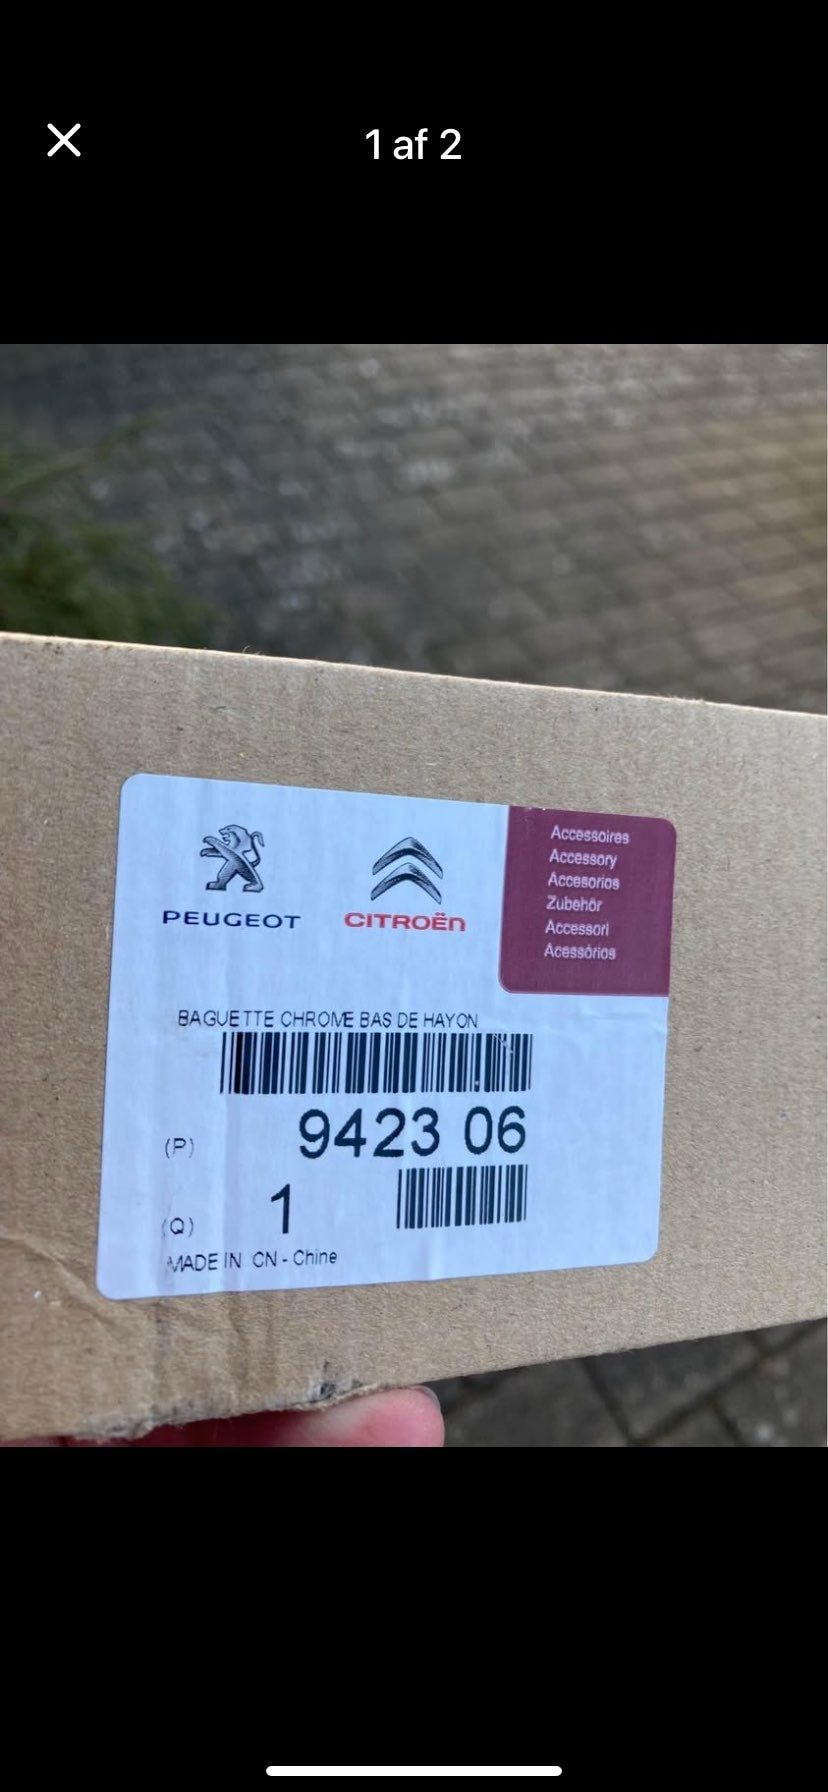 1 af 2
PEUGEOT
CITROËN
Accessoires
Accessory
Accesorios
Zubehör
Accessori
Acessórios
BAGUETTE CHROME BAS DE HAYON
(P) 9423 06
(Q) 1
MADE IN CN - Chine